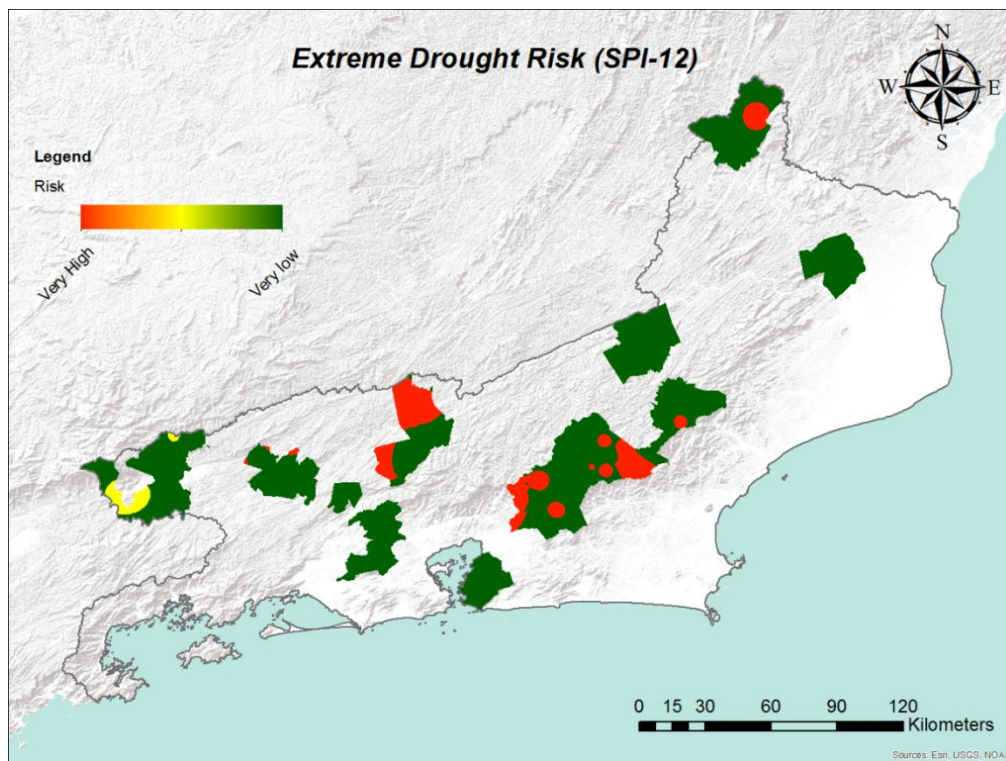 Extreme Drought Risk (SPI-12)
N
W
E
S
Legend
Risk
Very High
Very low
0 15 30 60 90 120
Kilometers
Sources: Esri, USGS, NOA